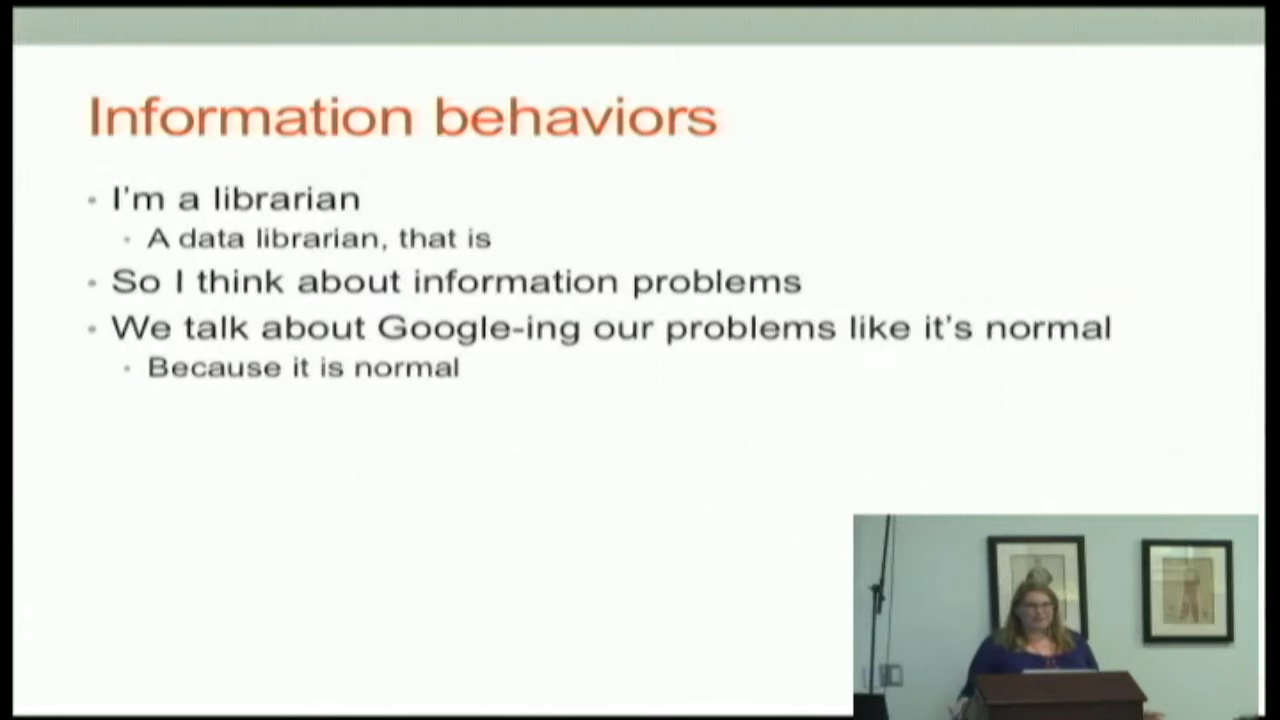 Information behaviors
• I'm a librarian
• A data librarian, that is
• So I think about information problems
• We talk about Google-ing our problems like it's normal
• Because it is normal